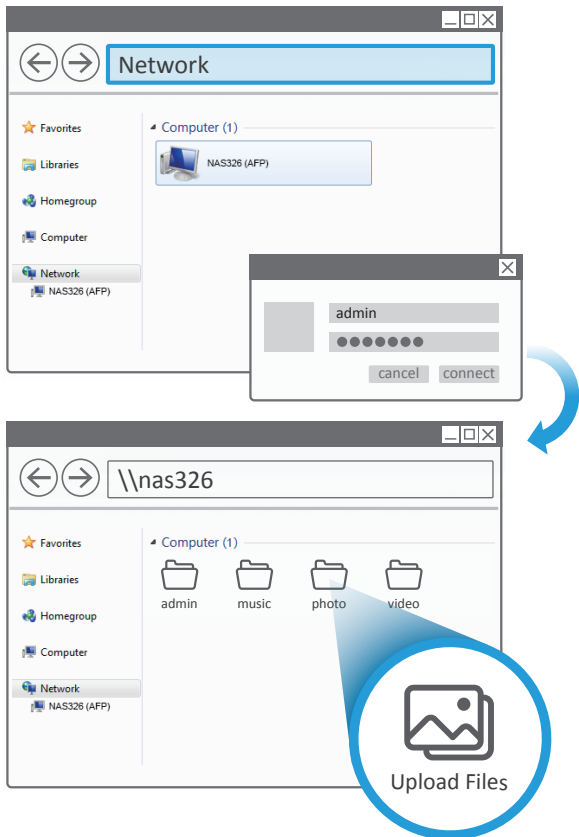 Network
Favorites
Libraries
Homegroup
Computer
Network
NAS326 (AFP)
Computer (1)
NAS326 (AFP)
admin
cancel connect
\\nas326
Favorites
Libraries
Homegroup
Computer
Network
NAS326 (AFP)
Computer (1)
admin music photo video
Upload Files